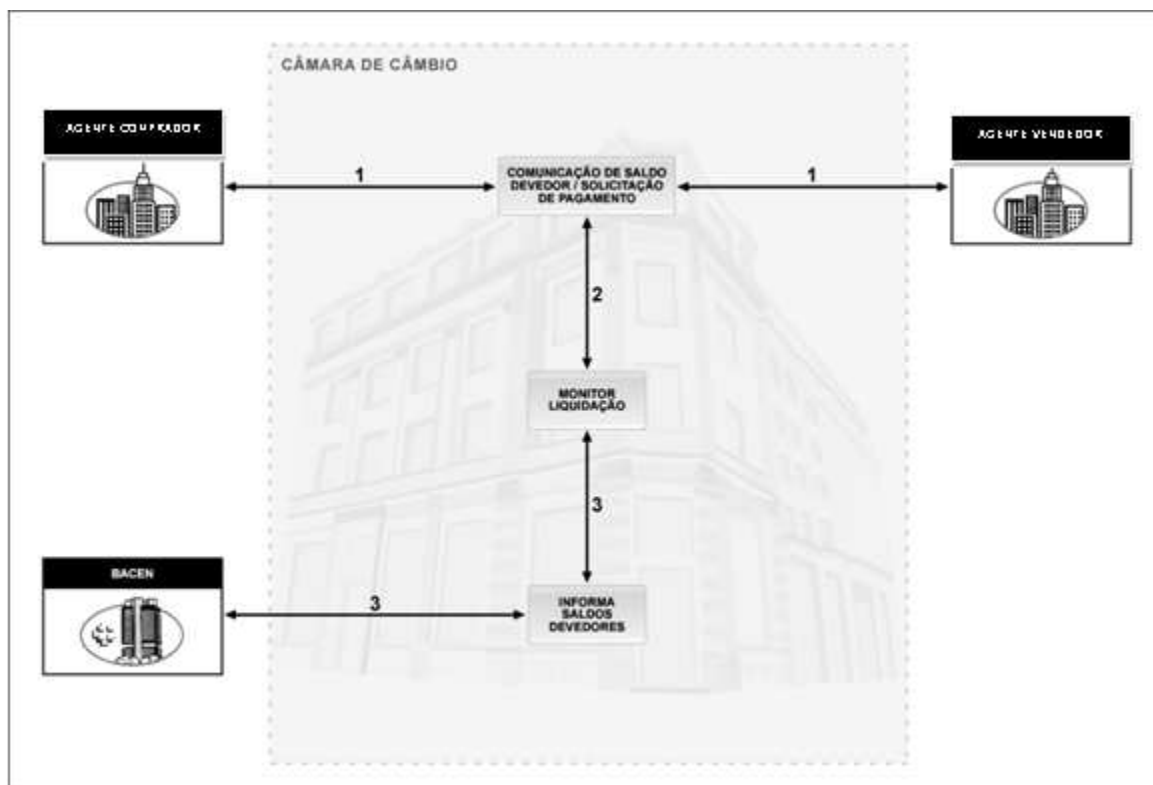 CÂMARA DE CÂMBIO
AGENTE COMPRADOR
AGENTE VENDEDOR
1
COMUNICAÇÃO DE SALDO
DEVEDOR / SOLICITAÇÃO
DE PAGAMENTO
1
2
MONITOR
LIQUIDAÇÃO
3
BACEN
3
INFORMA
SALDOS
DEVEDORES